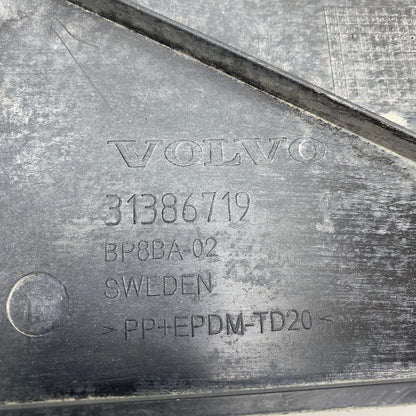 VOLVO
31386719
BP8BA-02
SWEDEN
>PP+EPDM-TD20<